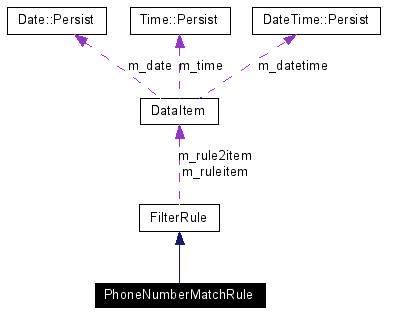 Date::Persist Time::Persist DateTime::Persist
m_date m_time m_datetime
DataItem
m_rule2item
m_ruleitem
FilterRule
PhoneNumberMatchRule